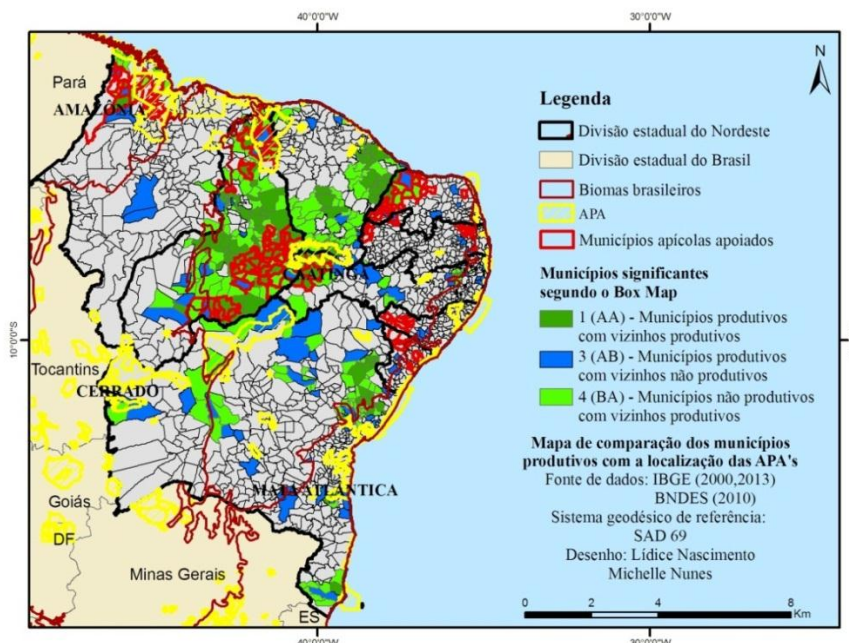 40°0'0"W
30°0'0"W
N
Pará
AMAZÔNIA
CAATINGA
10°0'0"S
Tocantins
CERRADO
MATA ATLÂNTICA
Goiás
DF
Minas Gerais
ES
Legenda
Divisão estadual do Nordeste
Divisão estadual do Brasil
Biomas brasileiros
APA
Municípios apícolas apoiados
Municípios significantes
segundo o Box Map
1 (AA) - Municípios produtivos
com vizinhos produtivos
3 (AB) - Municípios produtivos
com vizinhos não produtivos
4 (BA) - Municípios não produtivos
com vizinhos produtivos
Mapa de comparação dos municípios
produtivos com a localização das APA's
Fonte de dados: IBGE (2000,2013)
BNDES (2010)
Sistema geodésico de referência:
SAD 69
Desenho: Lídice Nascimento
Michelle Nunes
0 2 4 8
Km
40°0'0"W
30°0'0"W